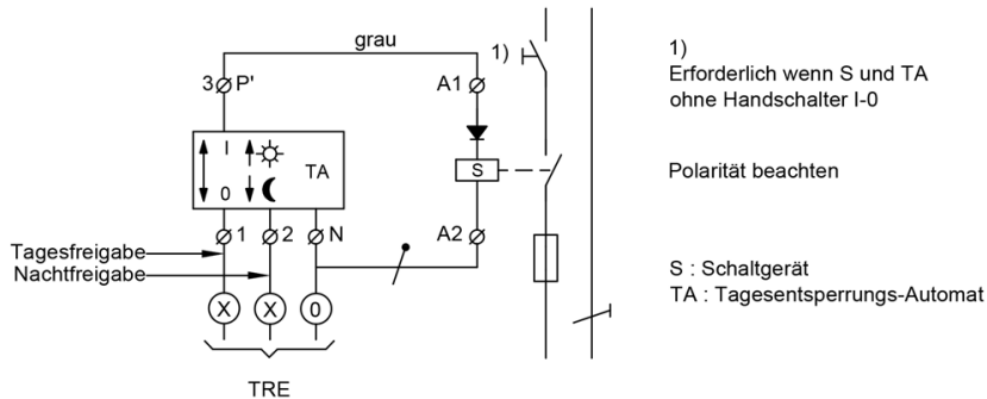 grau
1)
1)
Erforderlich wenn S und TA
ohne Handschalter I-0
3 P'
A1
I
TA
0
S
Polarität beachten
1 2 N
A2
Tagesfreigabe
Nachtfreigabe
S : Schaltgerät
TA : Tagesentsperrungs-Automat
X X 0
TRE